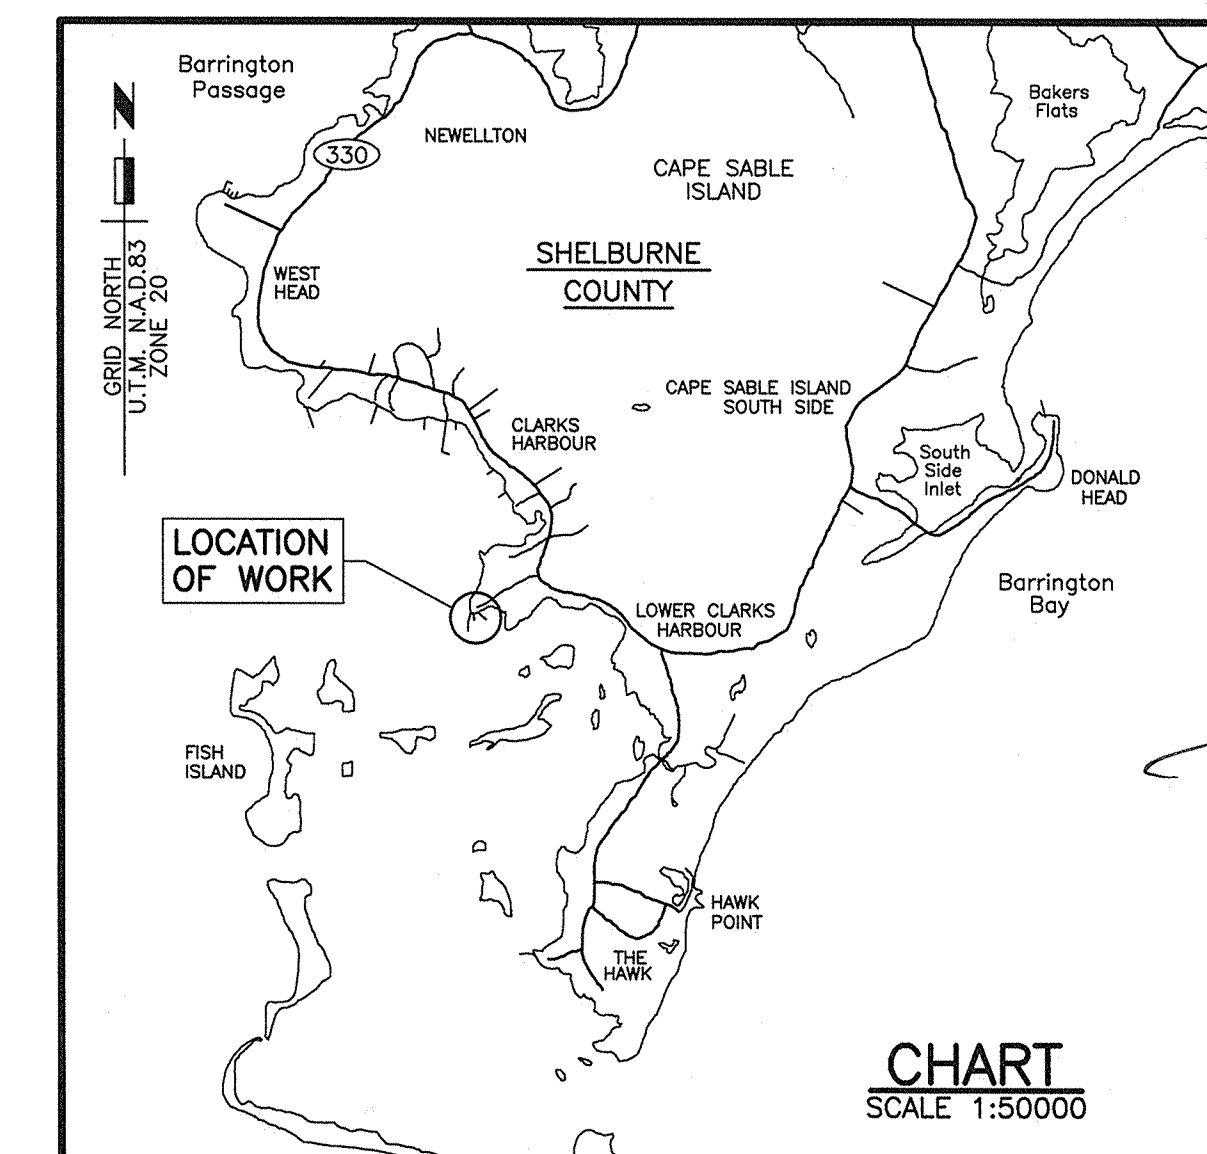 Barrington
Passage
NEWELLTON
330
CAPE SABLE
ISLAND
Bakers
Flats
N
GRID NORTH
U.T.M. N.A.D.83
ZONE 20
SHELBURNE
COUNTY
WEST
HEAD
CAPE SABLE ISLAND
SOUTH SIDE
CLARKS
HARBOUR
South
Side
Inlet
DONALD
HEAD
LOCATION
OF WORK
Barrington
Bay
LOWER CLARKS
HARBOUR
FISH
ISLAND
HAWK
POINT
THE
HAWK
CHART
SCALE 1:50000